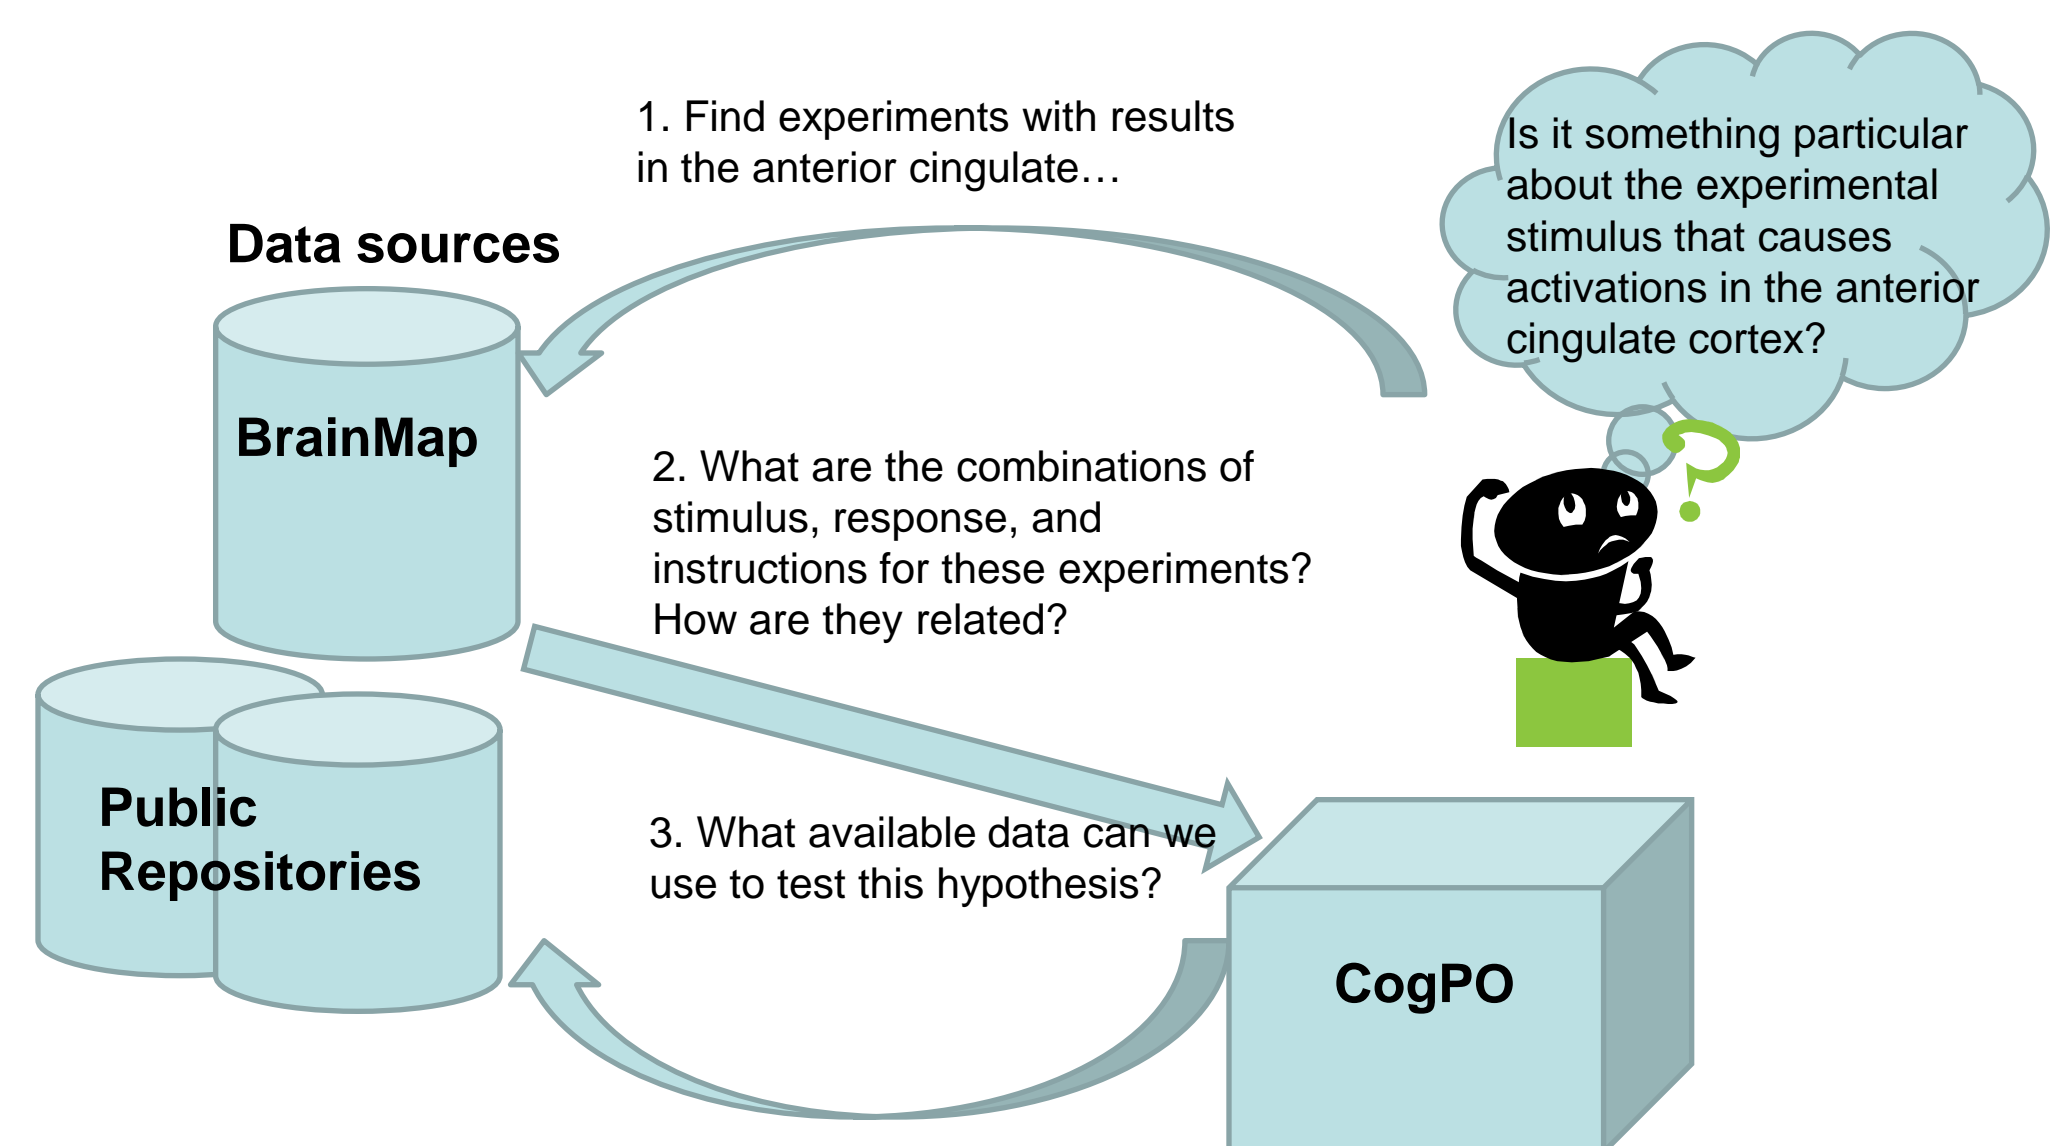 1. Find experiments with results
in the anterior cingulate…
Is it something particular
about the experimental
stimulus that causes
activations in the anterior
cingulate cortex?
Data sources
BrainMap
2. What are the combinations of
stimulus, response, and
instructions for these experiments?
How are they related?
?
Public
Repositories
3. What available data can we
use to test this hypothesis?
CogPO